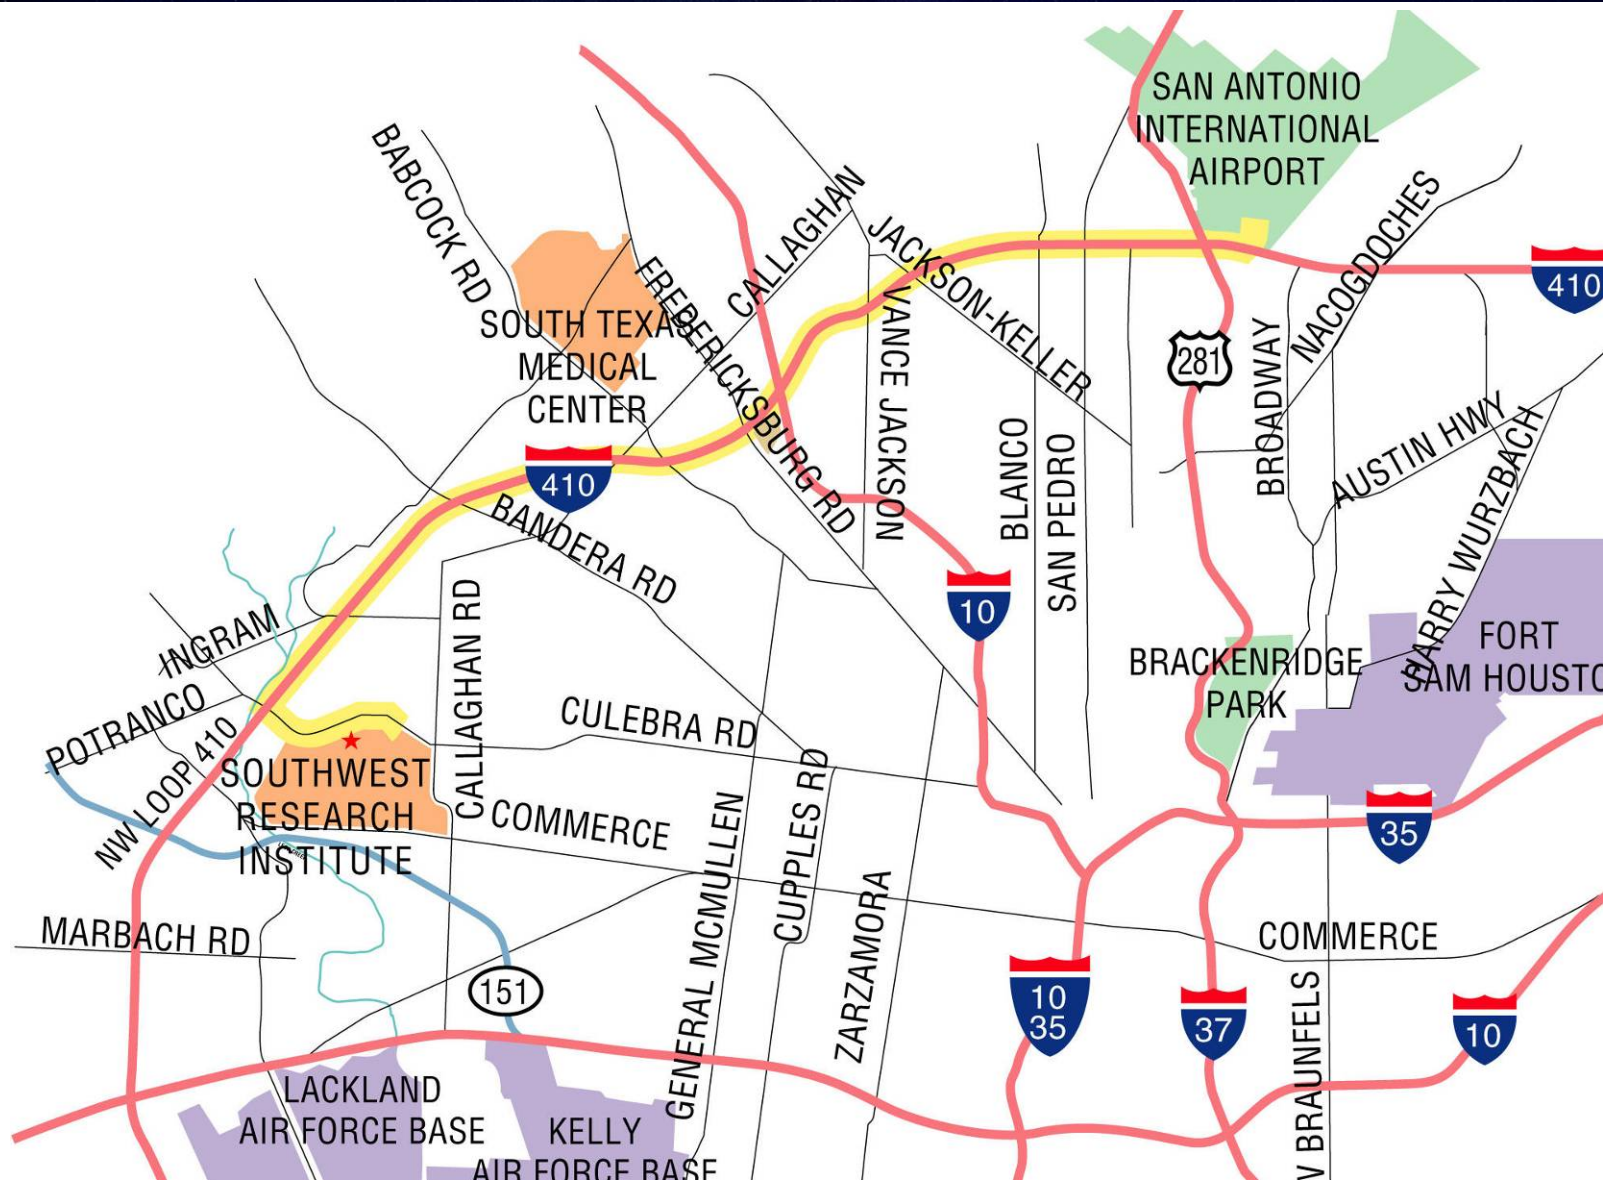 SAN ANTONIO
INTERNATIONAL
AIRPORT
BABCOCK RD
CALLAGHAN
JACKSON-KELLER
NACOGDOCHES
FREDERICKSBURG RD
410
SOUTH TEXAS
MEDICAL
CENTER
VANCE JACKSON
281
BROADWAY
410
BLANCO
SAN PEDRO
AUSTIN HWY
HARRY WURZBACH
BANDERA RD
10
INGRAM
CALLAGHAN RD
BRACKENRIDGE
PARK
FORT
SAM HOUSTO
POTRANCO
NW LOOP 410
CULEBRA RD
SOUTHWEST
RESEARCH
INSTITUTE
COMMERCE
GENERAL MCMULLEN
CUPPLES RD
ZARZAMORA
35
MARBACH RD
COMMERCE
151
10
35
37
10
V BRAUNFELS
LACKLAND
AIR FORCE BASE
KELLY
AIR FORCE BASE